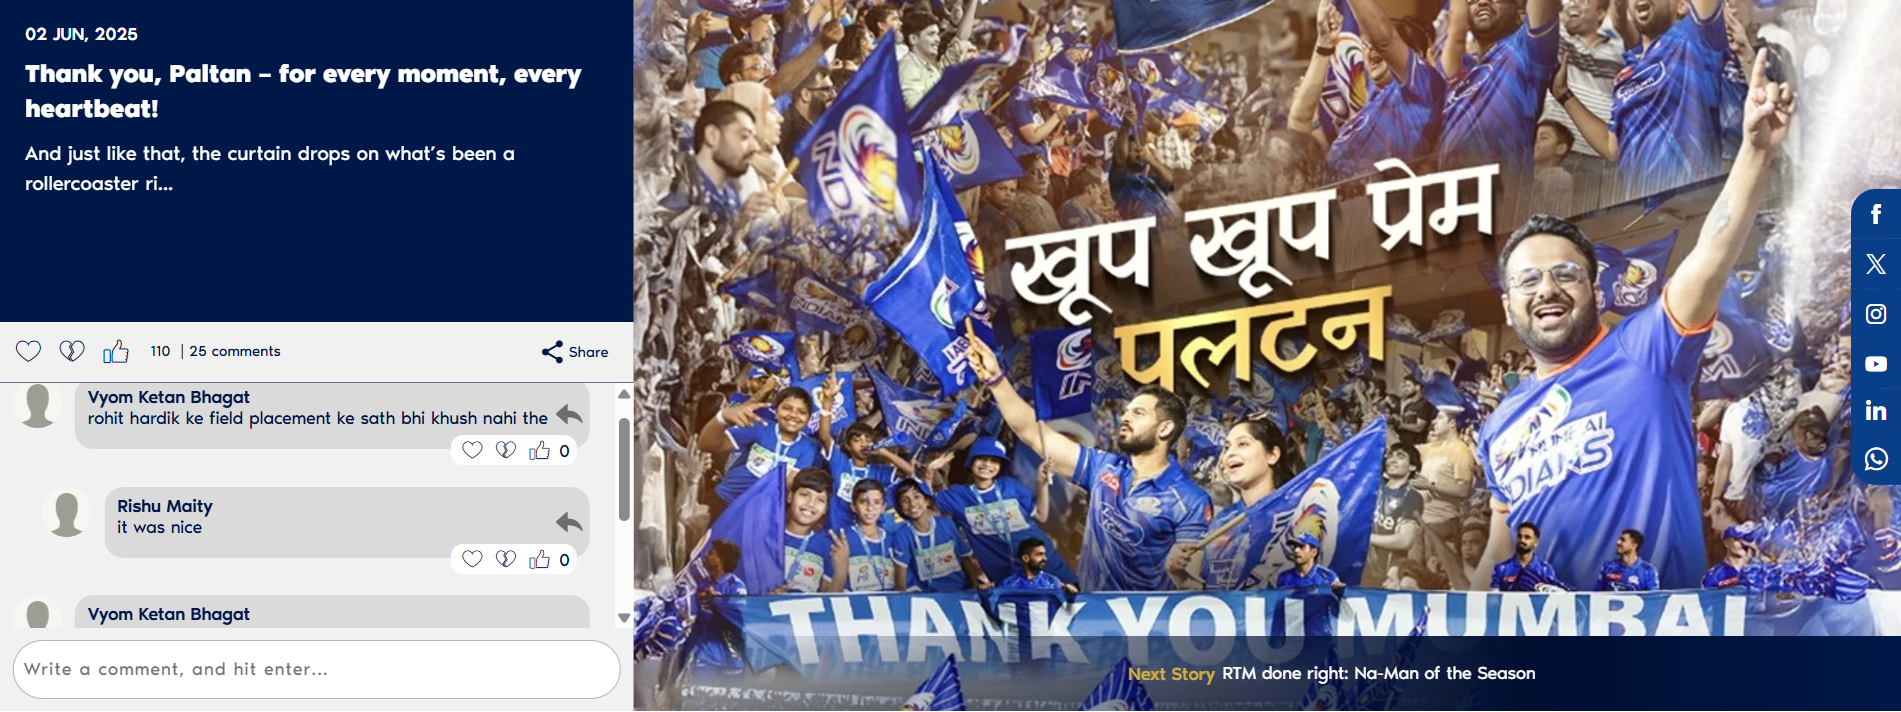 02 JUN, 2025
Thank you, Paltan – for every moment, every
heartbeat!
And just like that, the curtain drops on what’s been a
rollercoaster ri...
110 | 25 comments
Share
Vyom Ketan Bhagat
rohit hardik ke field placement ke sath bhi khush nahi the
0
Rishu Maity
it was nice
0
Vyom Ketan Bhagat
Write a comment, and hit enter...
खूप खूप प्रेम
पलटन
MUMBAI
INDIANS
THANK YOU MUMBAI
Next Story RTM done right: Na-Man of the Season